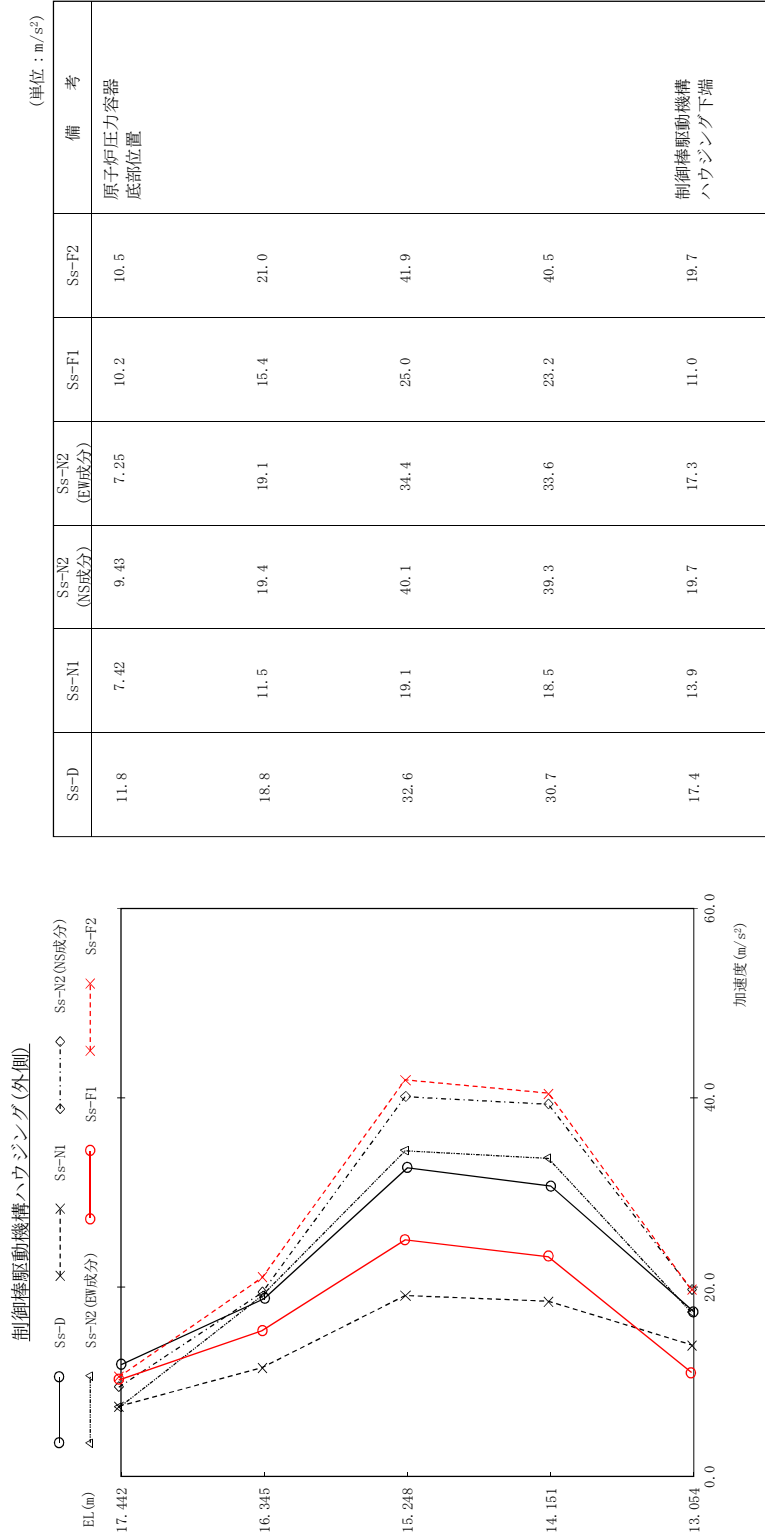 制御棒駆動機構ハウジング(外側)
Ss-D
Ss-N1
Ss-N2(NS成分)
Ss-N2(EW成分)
Ss-F1
Ss-F2
EL(m)
17.442
16.345
15.248
14.151
13.054
0.0
20.0
40.0
60.0
加速度(m/s²)
(単位：m/s²)
Ss-D Ss-N1 Ss-N2 (NS成分) Ss-N2 (EW成分) Ss-F1 Ss-F2 備 考
11.8 7.42 9.43 7.25 10.2 10.5 原子炉圧力容器
底部位置
18.8 11.5 19.4 19.1 15.4 21.0
32.6 19.1 40.1 34.4 25.0 41.9
30.7 18.5 39.3 33.6 23.2 40.5
17.4 13.9 19.7 17.3 11.0 19.7 制御棒駆動機構
ハウジング下端